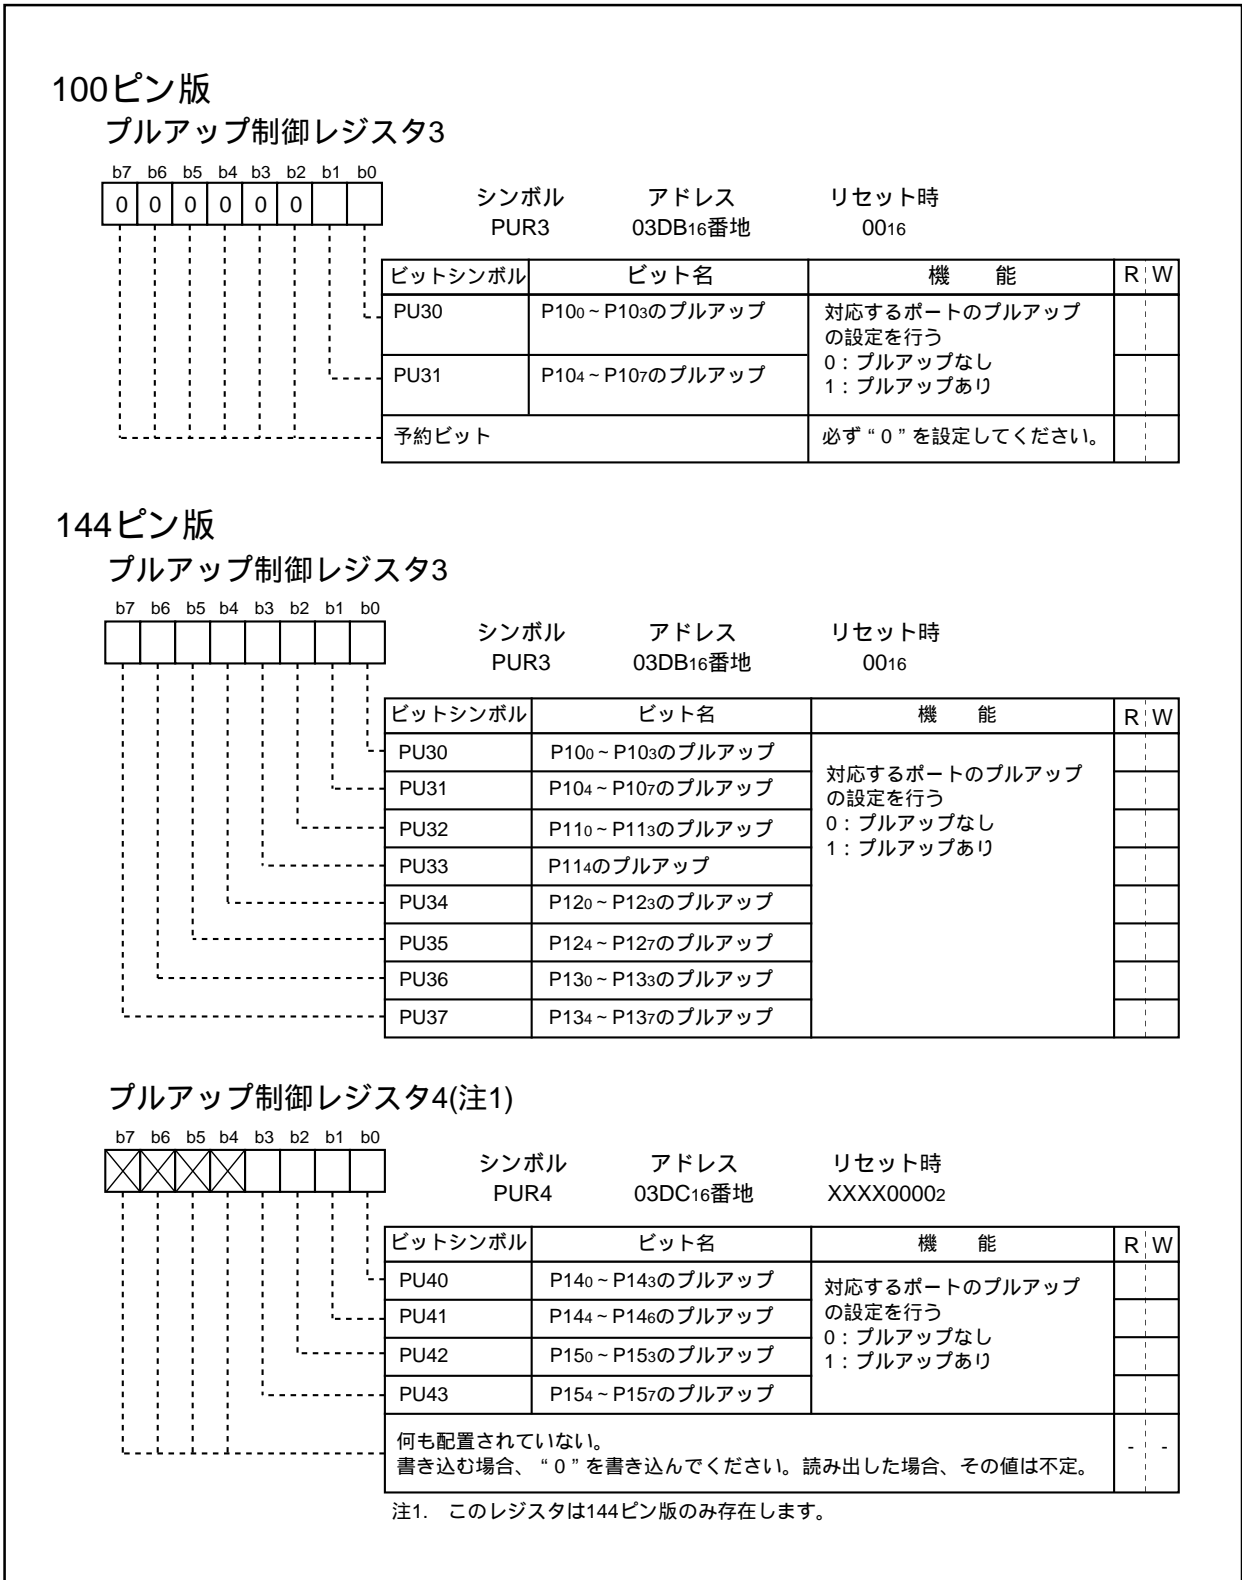 100ピン版
プルアップ制御レジスタ3
b7 b6 b5 b4 b3 b2 b1 b0
0 0 0 0 0 0
シンボル アドレス リセット時
PUR3 03DB16番地 0016
ビットシンボル ビット名 機 能 R W
PU30 P100~P103のプルアップ 対応するポートのプルアップ
の設定を行う
0:プルアップなし
PU31 P104~P107のプルアップ 1:プルアップあり
予約ビット 必ず“0”を設定してください。
144ピン版
プルアップ制御レジスタ3
b7 b6 b5 b4 b3 b2 b1 b0
シンボル アドレス リセット時
PUR3 03DB16番地 0016
ビットシンボル ビット名 機 能 R W
PU30 P100~P103のプルアップ
対応するポートのプルアップ
PU31 P104~P107のプルアップ の設定を行う
PU32 P110~P113のプルアップ 0:プルアップなし
1:プルアップあり
PU33 P114のプルアップ
PU34 P120~P123のプルアップ
PU35 P124~P127のプルアップ
PU36 P130~P133のプルアップ
PU37 P134~P137のプルアップ
プルアップ制御レジスタ4(注1)
b7 b6 b5 b4 b3 b2 b1 b0
シンボル アドレス リセット時
PUR4 03DC16番地 XXXX00002
ビットシンボル ビット名 機 能 R W
PU40 P140~P143のプルアップ 対応するポートのプルアップ
PU41 P144~P146のプルアップ の設定を行う
0:プルアップなし
PU42 P150~P153のプルアップ 1:プルアップあり
PU43 P154~P157のプルアップ
何も配置されていない。 - -
書き込む場合、“0”を書き込んでください。読み出した場合、その値は不定。
注1. このレジスタは144ピン版のみ存在します。